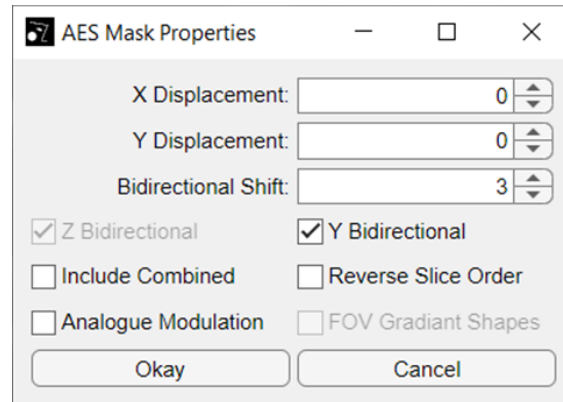 AES Mask Properties
X Displacement: 0
Y Displacement: 0
Bidirectional Shift: 3
Z Bidirectional Y Bidirectional
Include Combined Reverse Slice Order
Analogue Modulation FOV Gradiant Shapes
Okay Cancel